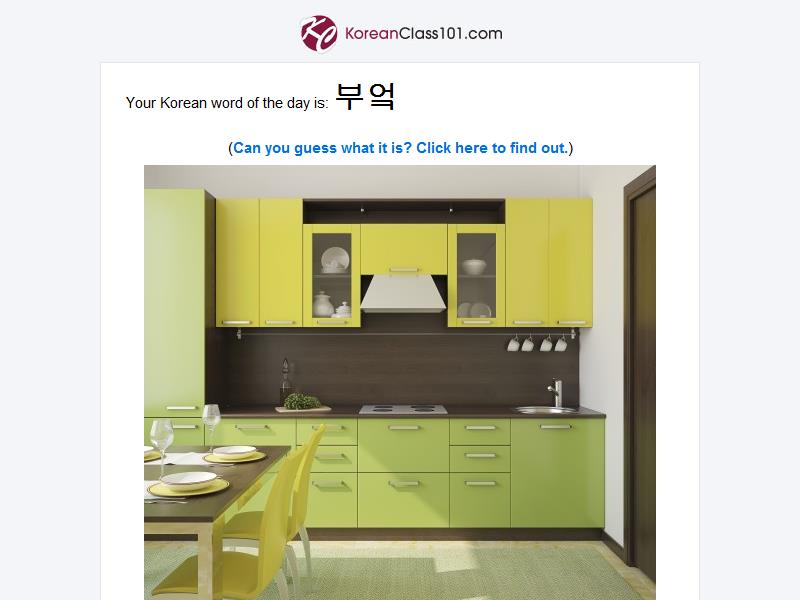 KoreanClass101.com
Your Korean word of the day is: 부엌
(Can you guess what it is? Click here to find out.)